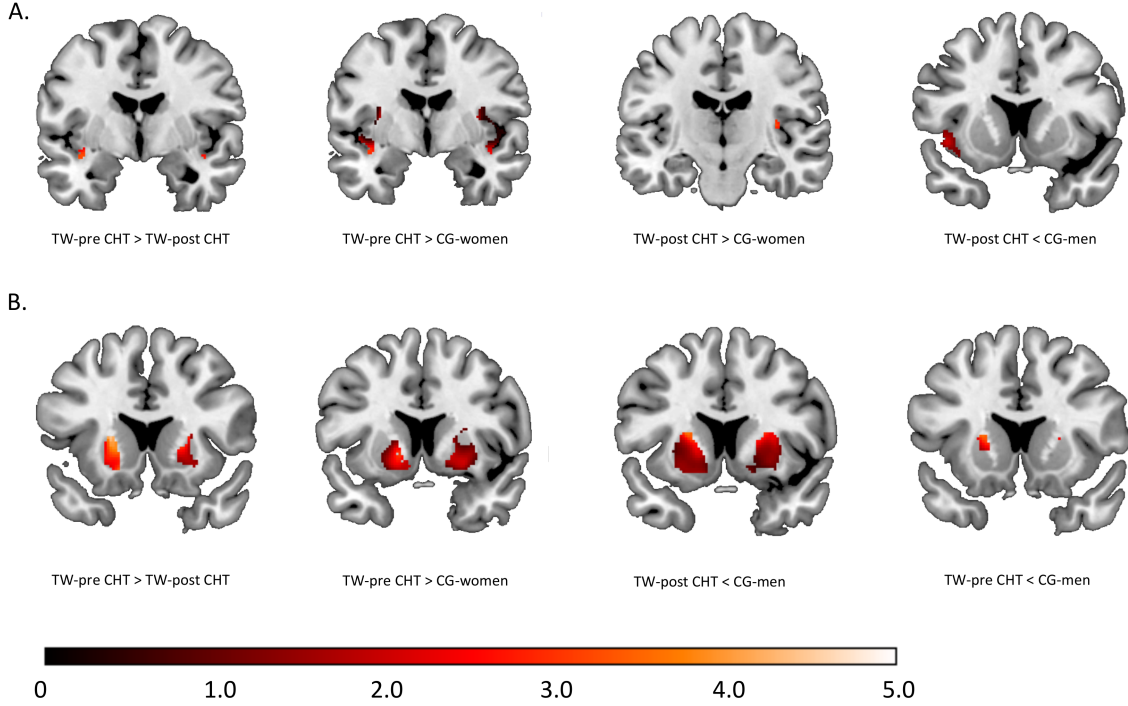 A.
TW-pre CHT > TW-post CHT
TW-pre CHT > CG-women
TW-post CHT > CG-women
TW-post CHT < CG-men
B.
TW-pre CHT > TW-post CHT
TW-pre CHT > CG-women
TW-post CHT < CG-men
TW-pre CHT < CG-men
0 1.0 2.0 3.0 4.0 5.0